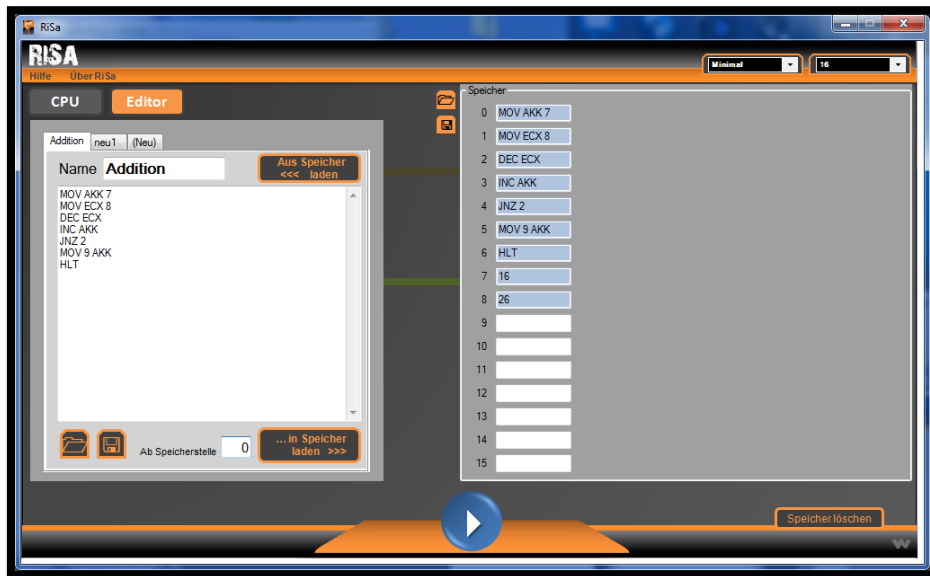 RiSa
RiSA
Hilfe Über RiSa
Minimal 16
CPU Editor
Addition neu1 (Neu)
Name Addition
Aus Speicher
<<< laden
MOV AKK 7
MOV ECX 8
DEC ECX
INC AKK
JNZ 2
MOV 9 AKK
HLT
Ab Speicherstelle 0
...in Speicher
laden >>>
Speicher
0 MOV AKK 7
1 MOV ECX 8
2 DEC ECX
3 INC AKK
4 JNZ 2
5 MOV 9 AKK
6 HLT
7 16
8 26
9
10
11
12
13
14
15
Speicher löschen